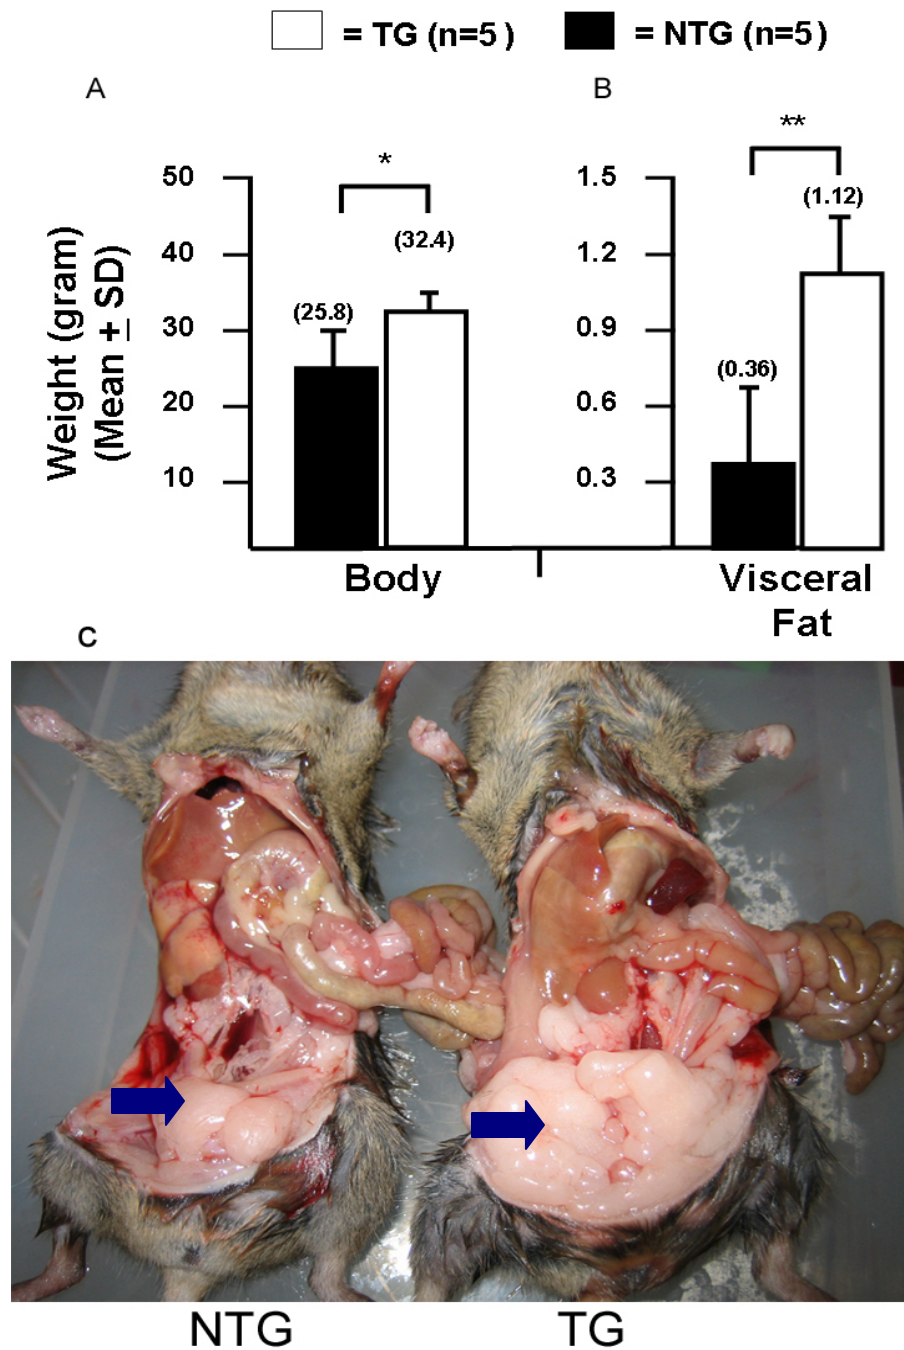 = TG (n=5)
= NTG (n=5)
A
B
Weight (gram)
(Mean ± SD)
50
40
30
20
10
*
(25.8)
(32.4)
Body
1.5
1.2
0.9
0.6
0.3
**
(0.36)
(1.12)
Visceral
Fat
C
NTG
TG